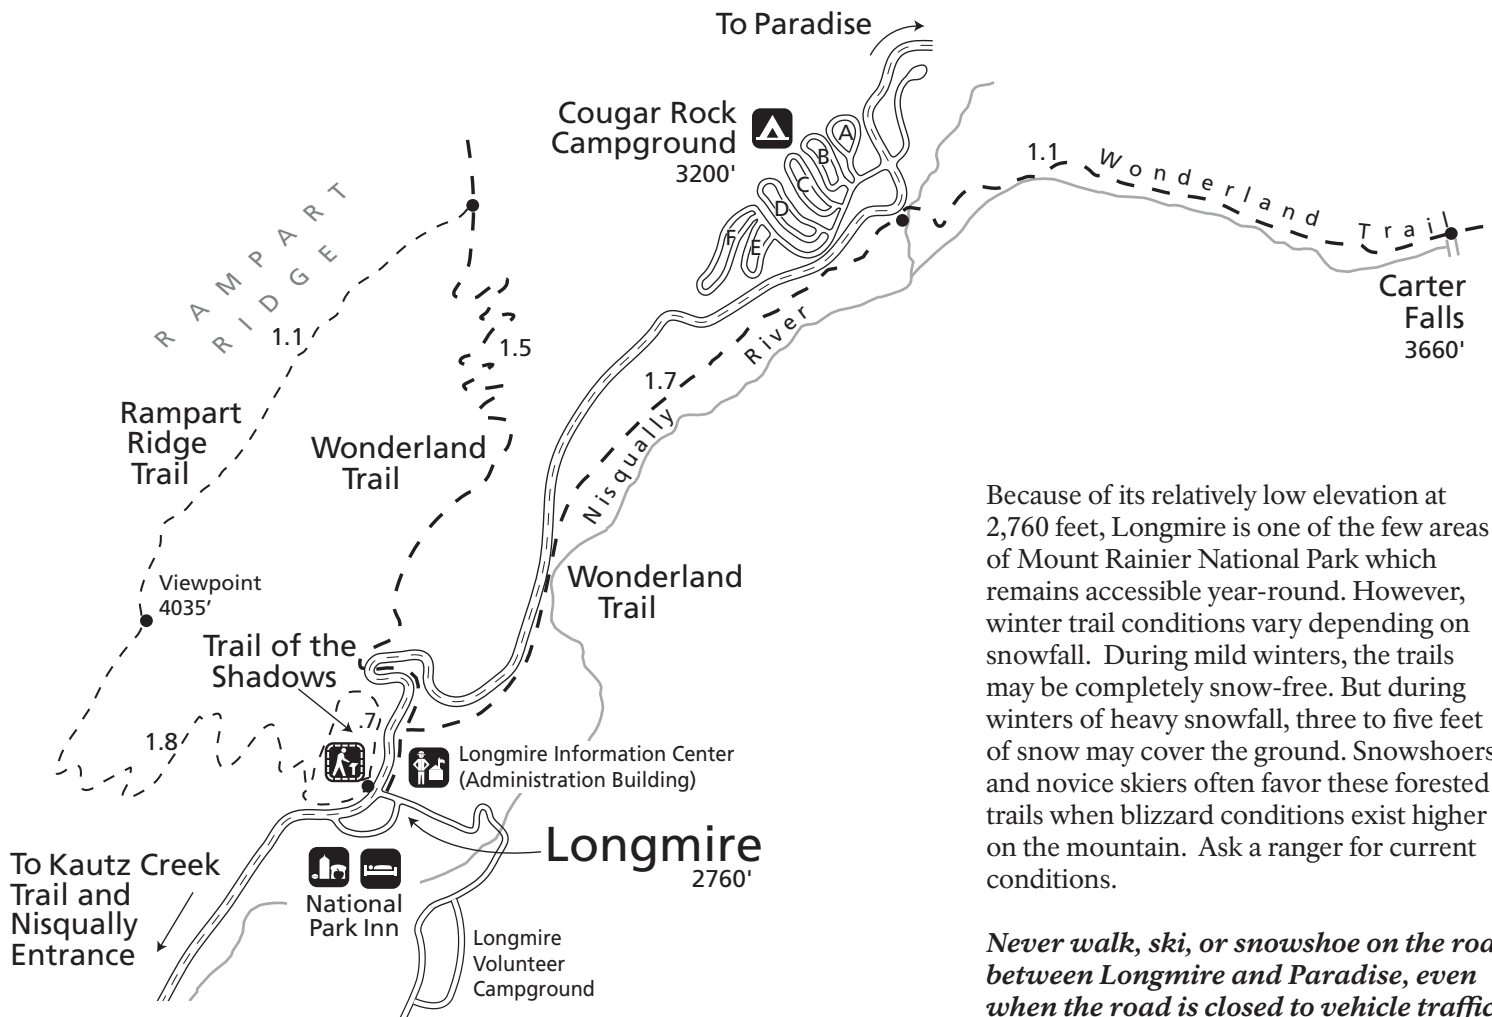 To Paradise
Cougar Rock
Campground
3200'
A
B
C
D
E
F
1.1
Wonderland Trail
Carter
Falls
3660'
RAMPART
RIDGE
1.1
1.5
Rampart
Ridge
Trail
Wonderland
Trail
1.7
Nisqually River
Viewpoint
4035’
Wonderland
Trail
Trail of the
Shadows
.7
1.8
Longmire Information Center
(Administration Building)
Longmire
2760'
To Kautz Creek
Trail and
Nisqually
Entrance
National
Park Inn
Longmire
Volunteer
Campground
Because of its relatively low elevation at
2,760 feet, Longmire is one of the few areas
of Mount Rainier National Park which
remains accessible year-round. However,
winter trail conditions vary depending on
snowfall.  During mild winters, the trails
may be completely snow-free. But during
winters of heavy snowfall, three to five feet
of snow may cover the ground. Snowshoers
and novice skiers often favor these forested
trails when blizzard conditions exist higher
on the mountain.  Ask a ranger for current
conditions.
Never walk, ski, or snowshoe on the road
between Longmire and Paradise, even
when the road is closed to vehicle traffic